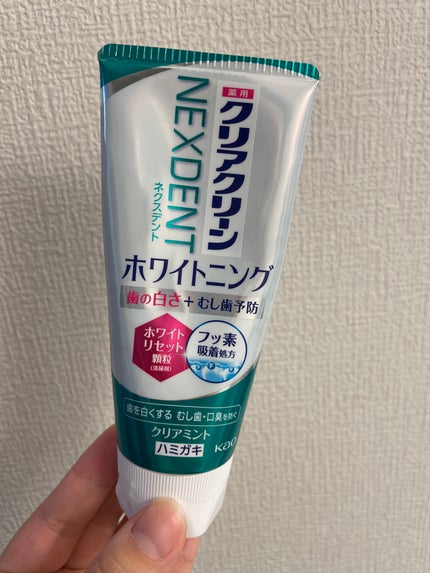 薬用
クリアクリーン
NEXDENT
ネクスデント
ホワイトニング
歯の白さ+むし歯予防
ホワイト
リセット
顆粒
(清掃剤)
フッ素
吸着処方
歯を白くする むし歯・口臭を防ぐ
クリアミント
ハミガキ
Kao